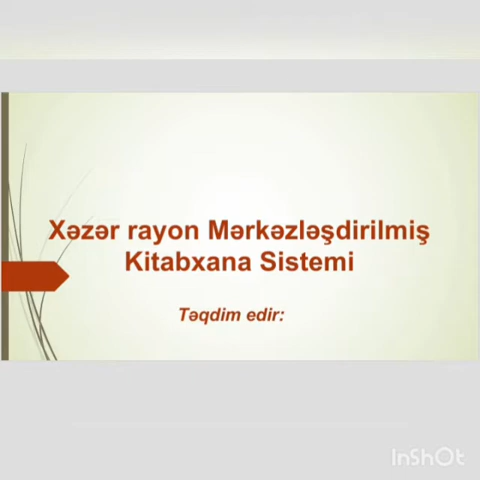 Xəzər rayon Mərkəzləşdirilmiş
Kitabxana Sistemi
Təqdim edir:
InShOt